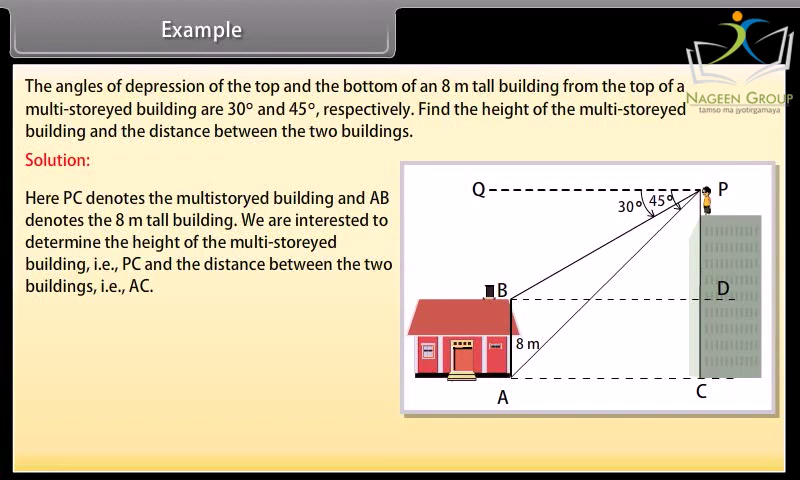 Example
The angles of depression of the top and the bottom of an 8 m tall building from the top of a
multi-storeyed building are 30° and 45°, respectively. Find the height of the multi-storeyed
building and the distance between the two buildings.
NAGEEN GROUP
tamso ma jyotirgamaya
Solution:
Here PC denotes the multistoryed building and AB
denotes the 8 m tall building. We are interested to
determine the height of the multi-storeyed
building, i.e., PC and the distance between the two
buildings, i.e., AC.
Q
P
30°
45°
B
D
8 m
A
C